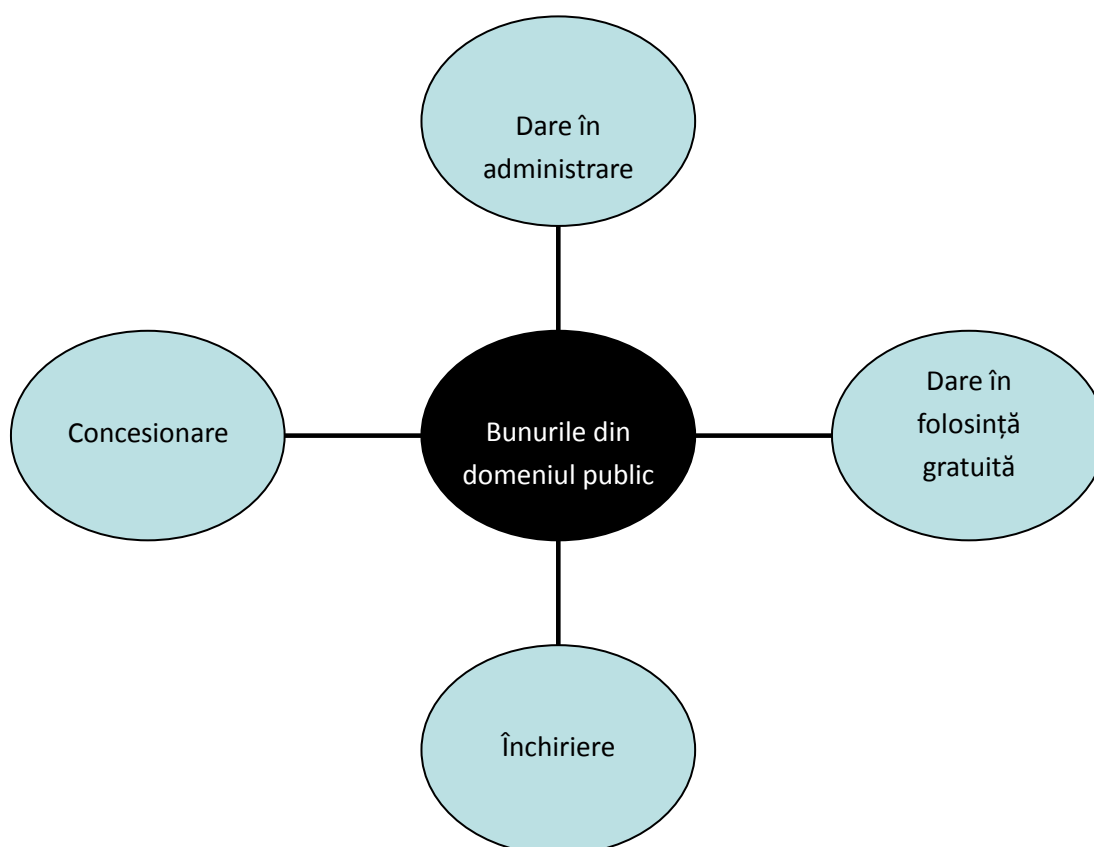 Dare în
administrare
Concesionare
Bunurile din
domeniul public
Dare în
folosință
gratuită
Închiriere